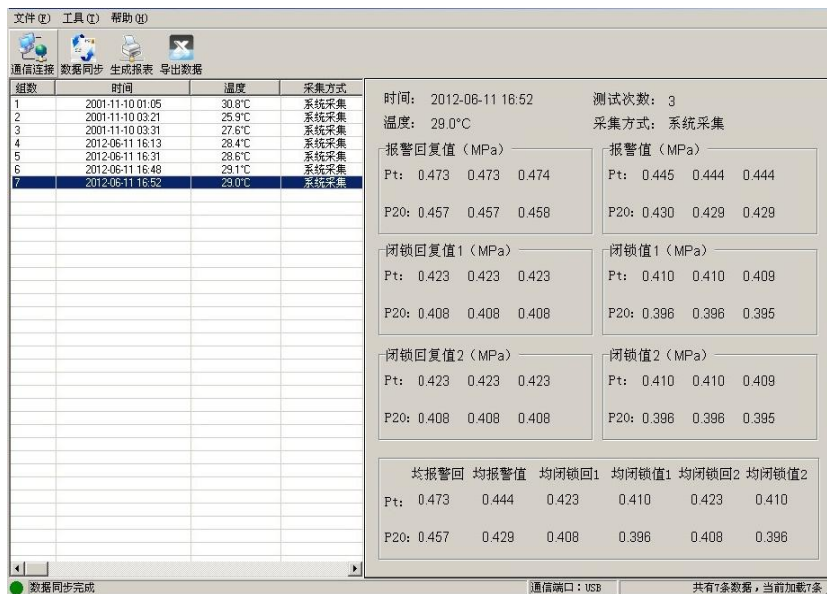 文件(F) 工具(T) 帮助(H)
通信连接 数据同步 生成报表 导出数据
组数 时间 温度 采集方式
1 2001-11-10 01:05 30.8°C 系统采集
2 2001-11-10 03:21 25.9°C 系统采集
3 2001-11-10 03:31 27.6°C 系统采集
4 2012-06-11 16:13 28.4°C 系统采集
5 2012-06-11 16:31 28.6°C 系统采集
6 2012-06-11 16:48 29.1°C 系统采集
7 2012-06-11 16:52 29.0°C 系统采集
时间: 2012-06-11 16:52 测试次数: 3
温度: 29.0°C 采集方式: 系统采集
报警回复值(MPa)
Pt: 0.473 0.473 0.474
P20: 0.457 0.457 0.458
报警值(MPa)
Pt: 0.445 0.444 0.444
P20: 0.430 0.429 0.429
闭锁回复值1(MPa)
Pt: 0.423 0.423 0.423
P20: 0.408 0.408 0.408
闭锁值1(MPa)
Pt: 0.410 0.410 0.409
P20: 0.396 0.396 0.395
闭锁回复值2(MPa)
Pt: 0.423 0.423 0.423
P20: 0.408 0.408 0.408
闭锁值2(MPa)
Pt: 0.410 0.410 0.409
P20: 0.396 0.396 0.395
均报警回 均报警值 均闭锁回1 均闭锁值1 均闭锁回2 均闭锁值2
Pt: 0.473 0.444 0.423 0.410 0.423 0.410
P20: 0.457 0.429 0.408 0.396 0.408 0.396
数据同步完成 通信端口:USB 共有7条数据,当前加载7条